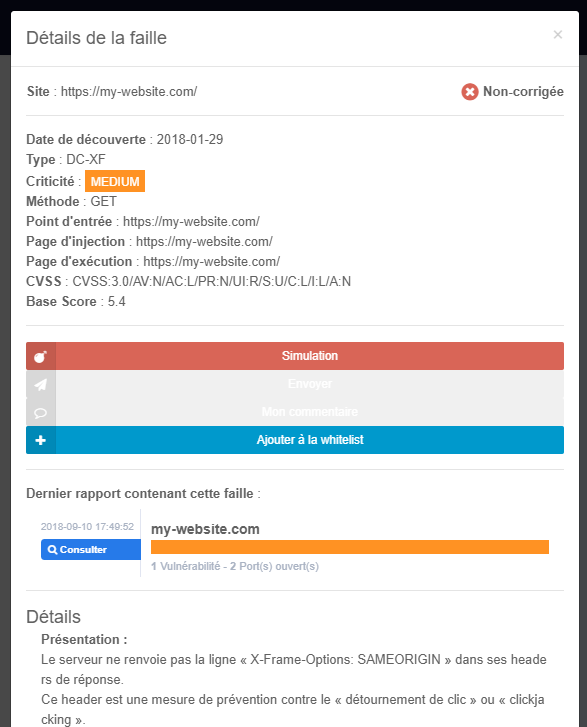 Détails de la faille ×
Site : https://my-website.com/ Non-corrigée
Date de découverte : 2018-01-29
Type : DC-XF
Criticité : MEDIUM
Méthode : GET
Point d'entrée : https://my-website.com/
Page d'injection : https://my-website.com/
Page d'exécution : https://my-website.com/
CVSS : CVSS:3.0/AV:N/AC:L/PR:N/UI:R/S:U/C:L/I:L/A:N
Base Score : 5.4
Simulation
Envoyer
Mon commentaire
Ajouter à la whitelist
Dernier rapport contenant cette faille :
2018-09-10 17:49:52
my-website.com
Consulter
1 Vulnérabilité - 2 Port(s) ouvert(s)
Détails
Présentation :
Le serveur ne renvoie pas la ligne « X-Frame-Options: SAMEORIGIN » dans ses heade
rs de réponse.
Ce header est une mesure de prévention contre le « détournement de clic » ou « clickja
cking ».